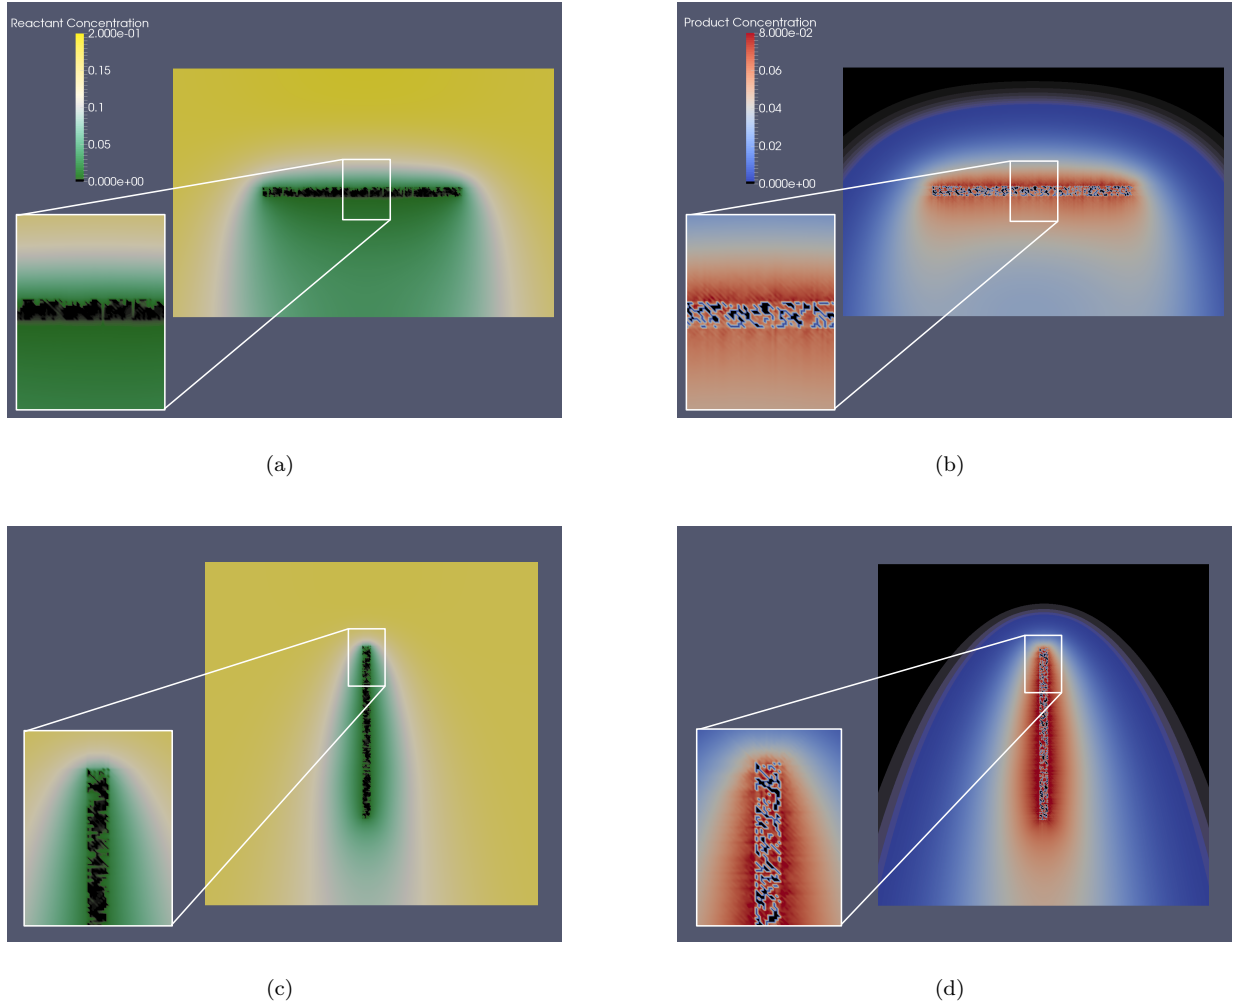 Reactant Concentration
2.000e-01
0.15
0.1
0.05
0.000e+00
(a)
Product Concentration
8.000e-02
0.06
0.04
0.02
0.000e+00
(b)
(c)
(d)